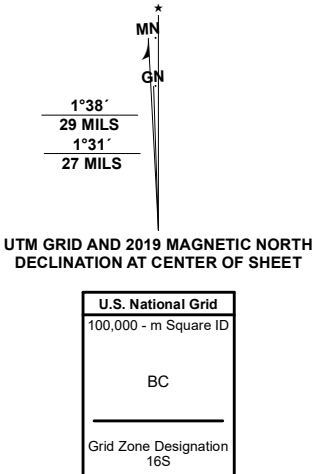 MN
GN
1°38´
29 MILS
1°31´
27 MILS
UTM GRID AND 2019 MAGNETIC NORTH
DECLINATION AT CENTER OF SHEET
U.S. National Grid
100,000 - m Square ID
BC
Grid Zone Designation
16S